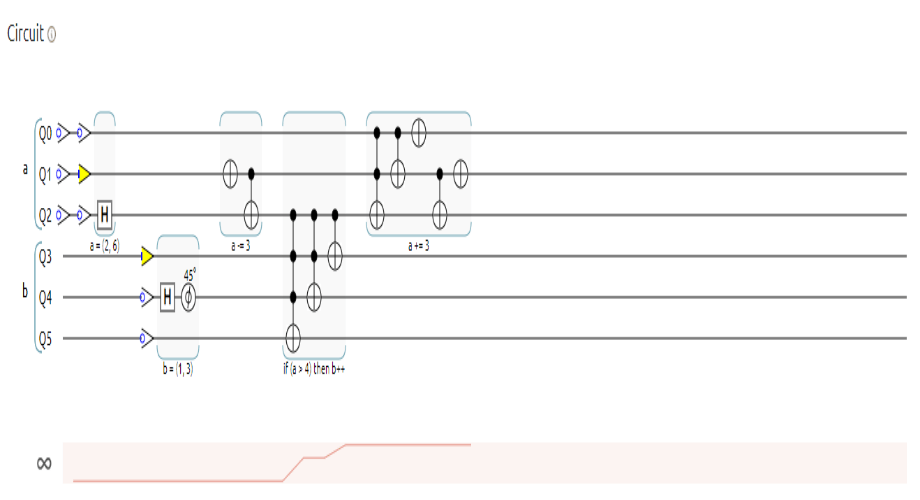 Circuit ⓘ
Q0
a
Q1
Q2 H
a = (2, 6)
a -= 3
a += 3
Q3
45°
b
Q4 H
Q5
b = (1, 3)
if (a > 4) then b++
∞